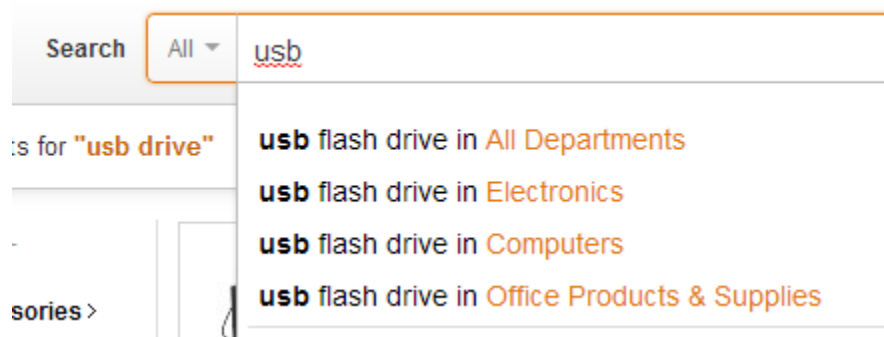 Search All usb
s for "usb drive"
usb flash drive in All Departments
usb flash drive in Electronics
usb flash drive in Computers
usb flash drive in Office Products & Supplies
sories >